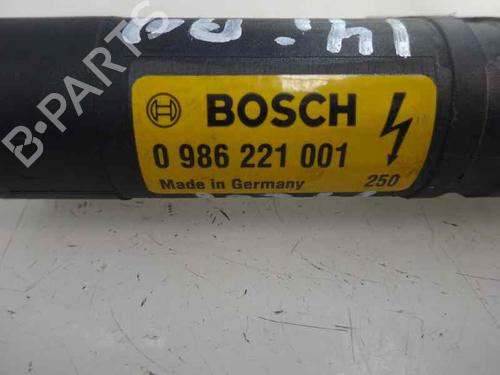 BOSCH
0 986 221 001
Made in Germany 250
B-PARTS